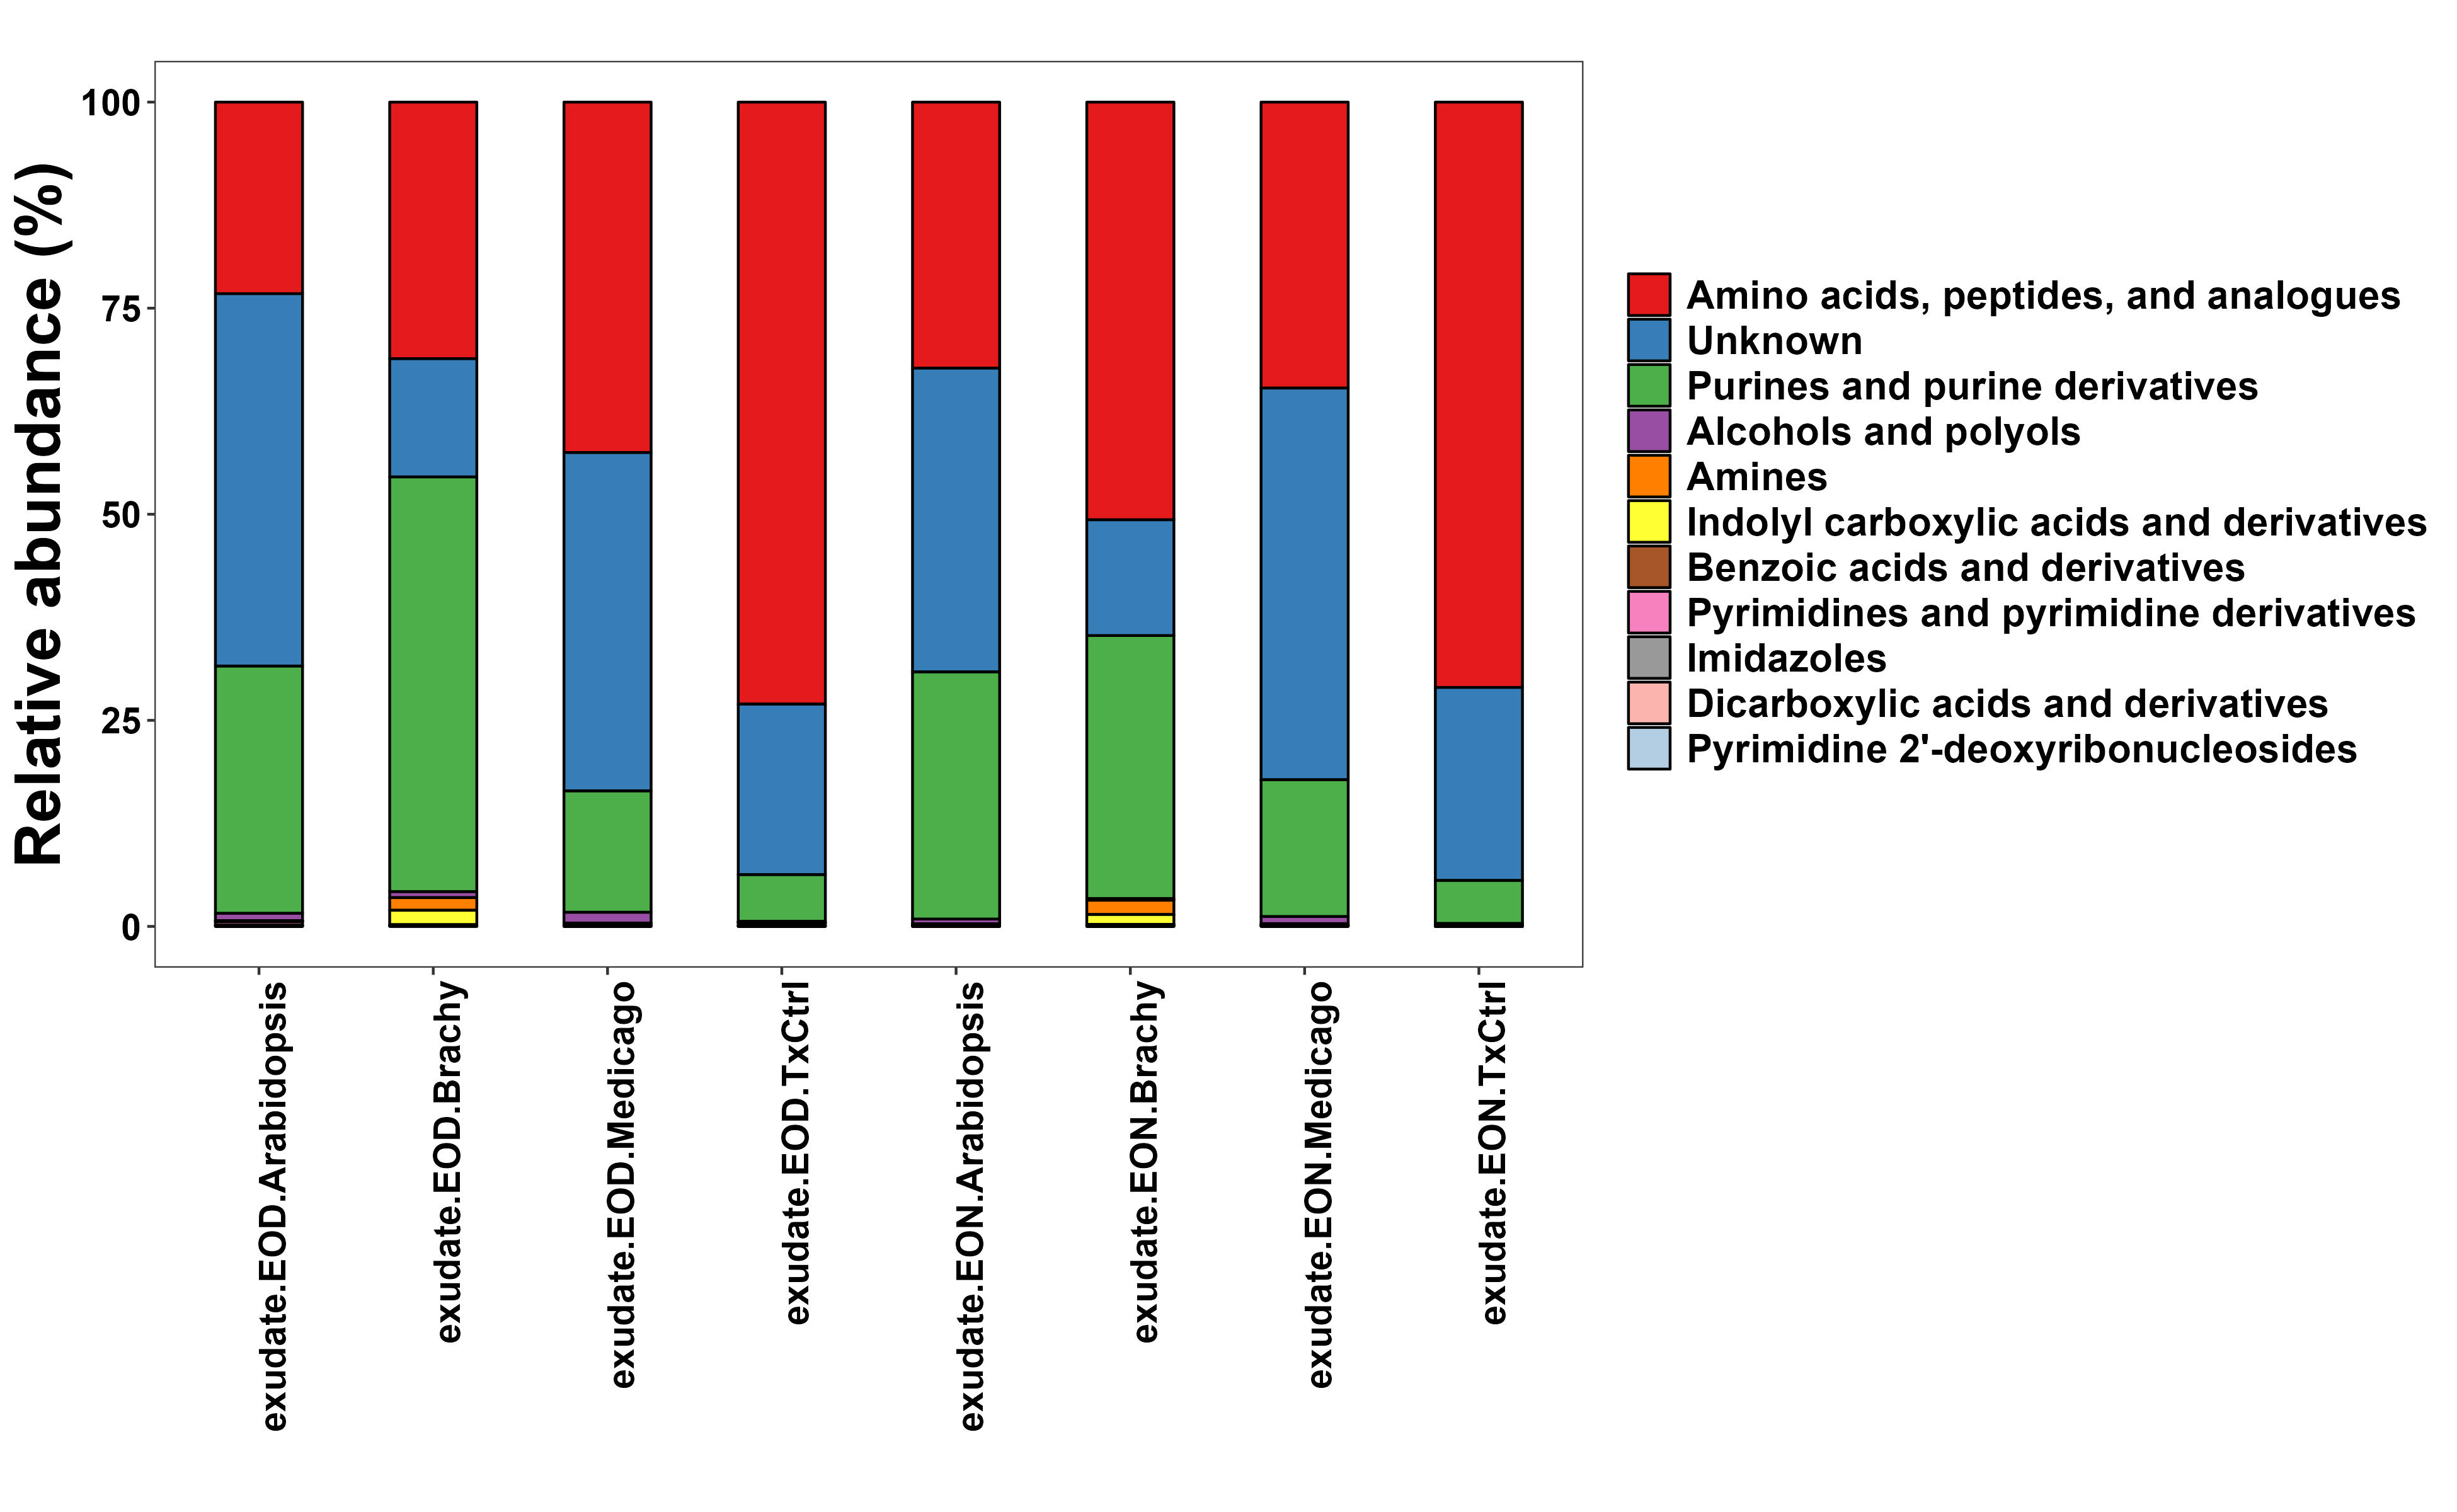 Relative abundance (%)
100
75
50
25
0
exudate.EOD.Arabidopsis
exudate.EOD.Brachy
exudate.EOD.Medicago
exudate.EOD.TxCtrl
exudate.EON.Arabidopsis
exudate.EON.Brachy
exudate.EON.Medicago
exudate.EON.TxCtrl
Amino acids, peptides, and analogues
Unknown
Purines and purine derivatives
Alcohols and polyols
Amines
Indolyl carboxylic acids and derivatives
Benzoic acids and derivatives
Pyrimidines and pyrimidine derivatives
Imidazoles
Dicarboxylic acids and derivatives
Pyrimidine 2'-deoxyribonucleosides